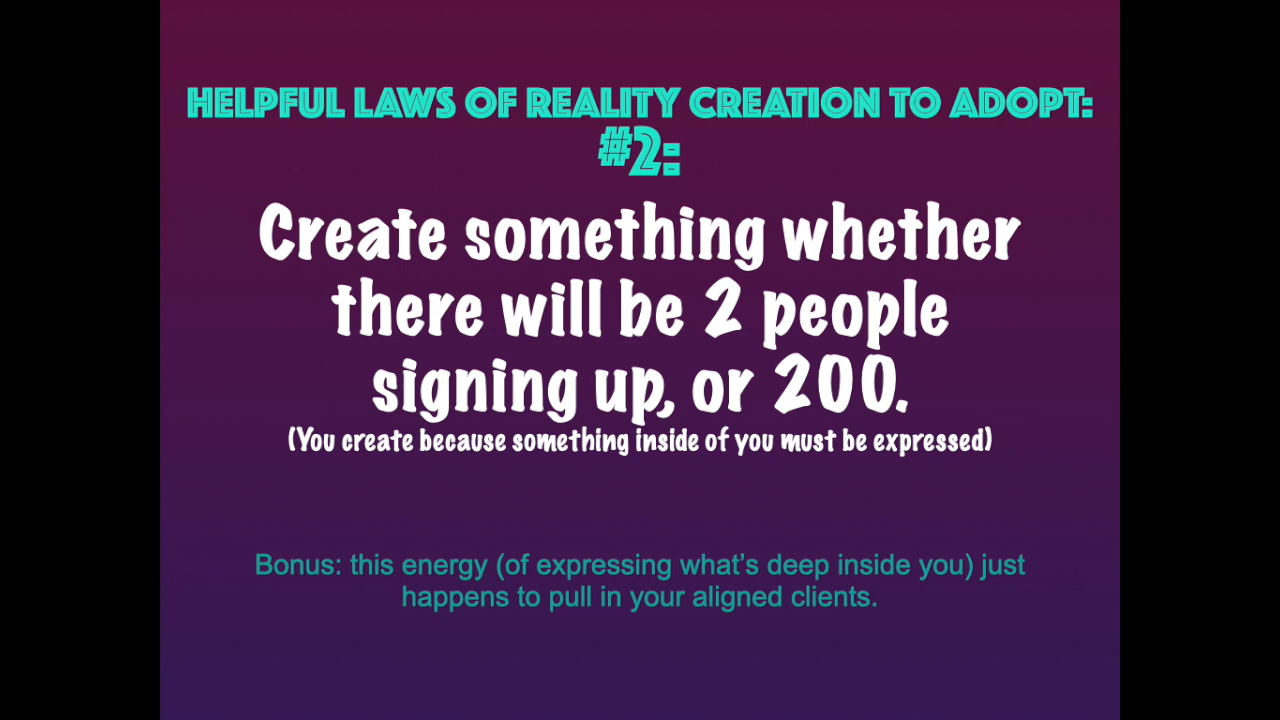 HELPFUL LAWS OF REALITY CREATION TO ADOPT:
#2:
Create something whether
there will be 2 people
signing up, or 200.
(You create because something inside of you must be expressed)
Bonus: this energy (of expressing what’s deep inside you) just
happens to pull in your aligned clients.